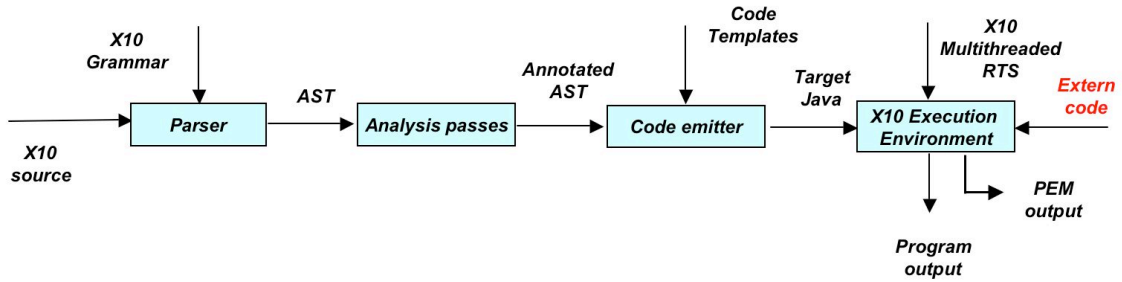 X10
Grammar
X10
source
Parser
AST
Analysis passes
Annotated
AST
Code
Templates
Code emitter
Target
Java
X10
Multithreaded
RTS
X10 Execution
Environment
Extern
code
PEM
output
Program
output